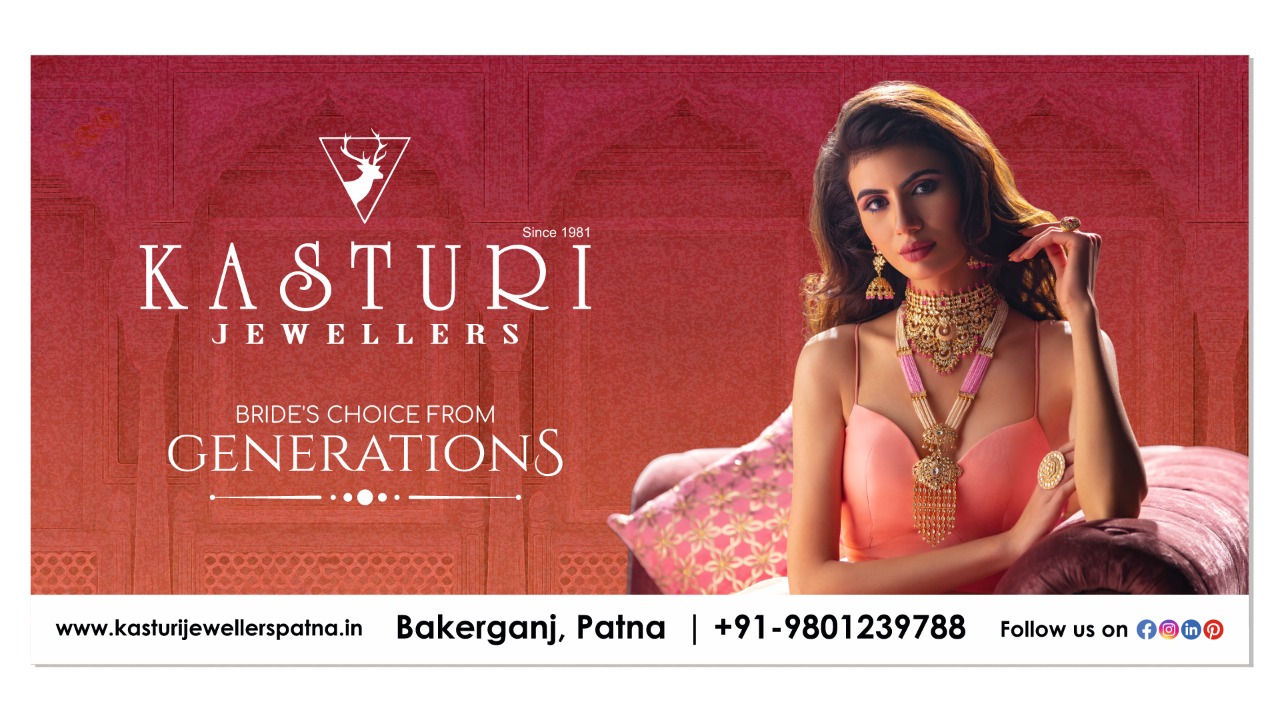 Since 1981
KASTURI
JEWELLERS
BRIDE'S CHOICE FROM
GENERATIONS
www.kasturijewellerspatna.in Bakerganj, Patna | +91-9801239788 Follow us on